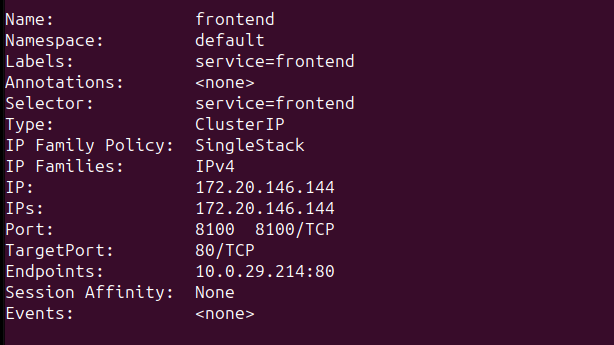 Name:              frontend
Namespace:         default
Labels:            service=frontend
Annotations:       <none>
Selector:          service=frontend
Type:              ClusterIP
IP Family Policy:  SingleStack
IP Families:       IPv4
IP:                172.20.146.144
IPs:               172.20.146.144
Port:              8100  8100/TCP
TargetPort:        80/TCP
Endpoints:         10.0.29.214:80
Session Affinity:  None
Events:            <none>